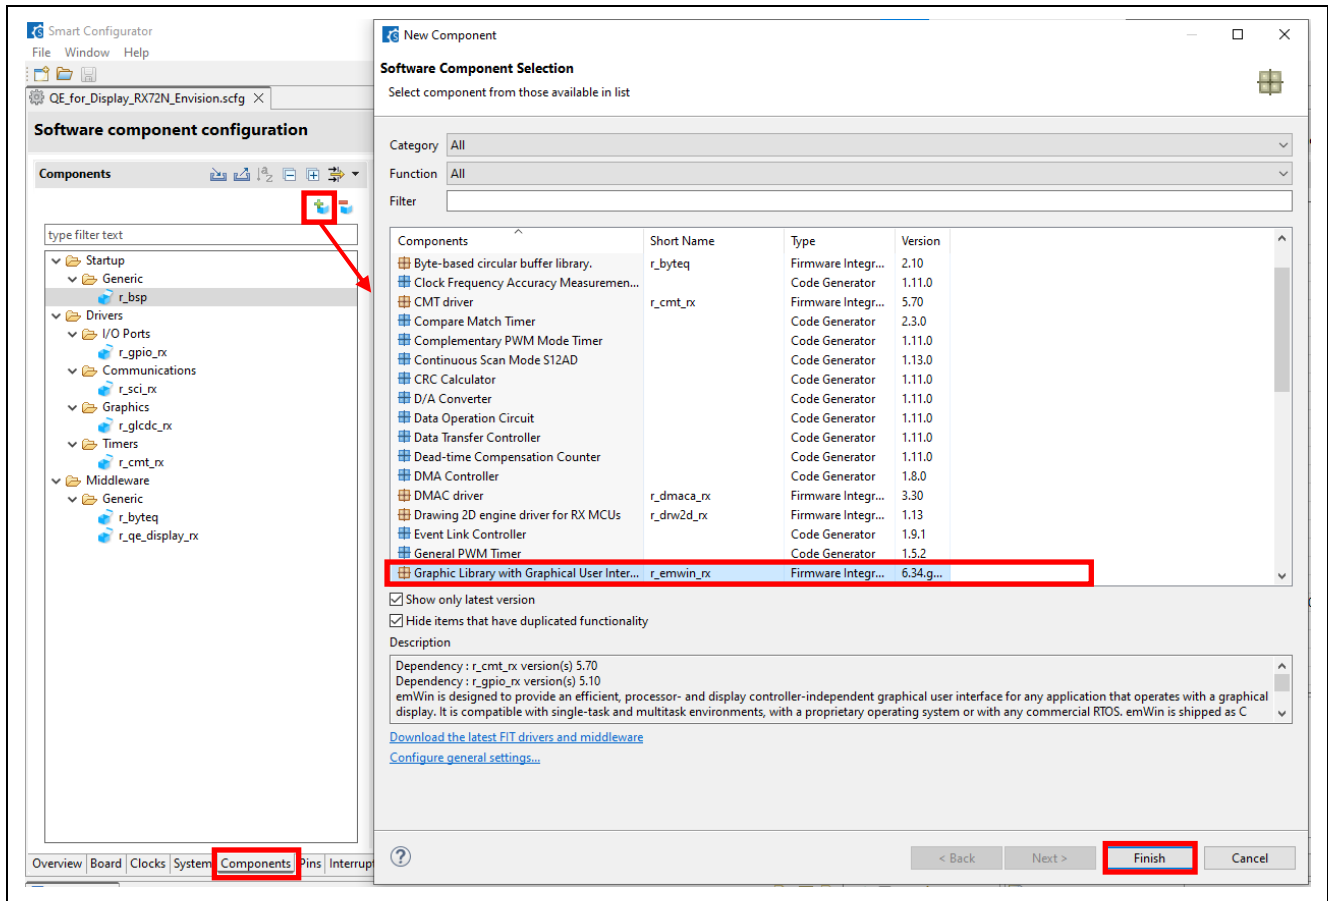 Smart Configurator
File Window Help
QE_for_Display_RX72N_Envision.scfg
Software component configuration
Components
type filter text
Startup
Generic
r_bsp
Drivers
I/O Ports
r_gpio_rx
Communications
r_sci_rx
Graphics
r_glcdc_rx
Timers
r_cmt_rx
Middleware
Generic
r_byteq
r_qe_display_rx
Overview Board Clocks System Components Pins Interrup
New Component
Software Component Selection
Select component from those available in list
Category All
Function All
Filter
Components Short Name Type Version
Byte-based circular buffer library. r_byteq Firmware Integr... 2.10
Clock Frequency Accuracy Measuremen... Code Generator 1.11.0
CMT driver r_cmt_rx Firmware Integr... 5.70
Compare Match Timer Code Generator 2.3.0
Complementary PWM Mode Timer Code Generator 1.11.0
Continuous Scan Mode S12AD Code Generator 1.13.0
CRC Calculator Code Generator 1.11.0
D/A Converter Code Generator 1.11.0
Data Operation Circuit Code Generator 1.11.0
Data Transfer Controller Code Generator 1.11.0
Dead-time Compensation Counter Code Generator 1.11.0
DMA Controller Code Generator 1.8.0
DMAC driver r_dmaca_rx Firmware Integr... 3.30
Drawing 2D engine driver for RX MCUs r_drw2d_rx Firmware Integr... 1.13
Event Link Controller Code Generator 1.9.1
General PWM Timer Code Generator 1.5.2
Graphic Library with Graphical User Inter... r_emwin_rx Firmware Integr... 6.34.g...
Show only latest version
Hide items that have duplicated functionality
Description
Dependency : r_cmt_rx version(s) 5.70
Dependency : r_gpio_rx version(s) 5.10
emWin is designed to provide an efficient, processor- and display controller-independent graphical user interface for any application that operates with a graphical
display. It is compatible with single-task and multitask environments, with a proprietary operating system or with any commercial RTOS. emWin is shipped as C
Download the latest FIT drivers and middleware
Configure general settings...
< Back Next > Finish Cancel